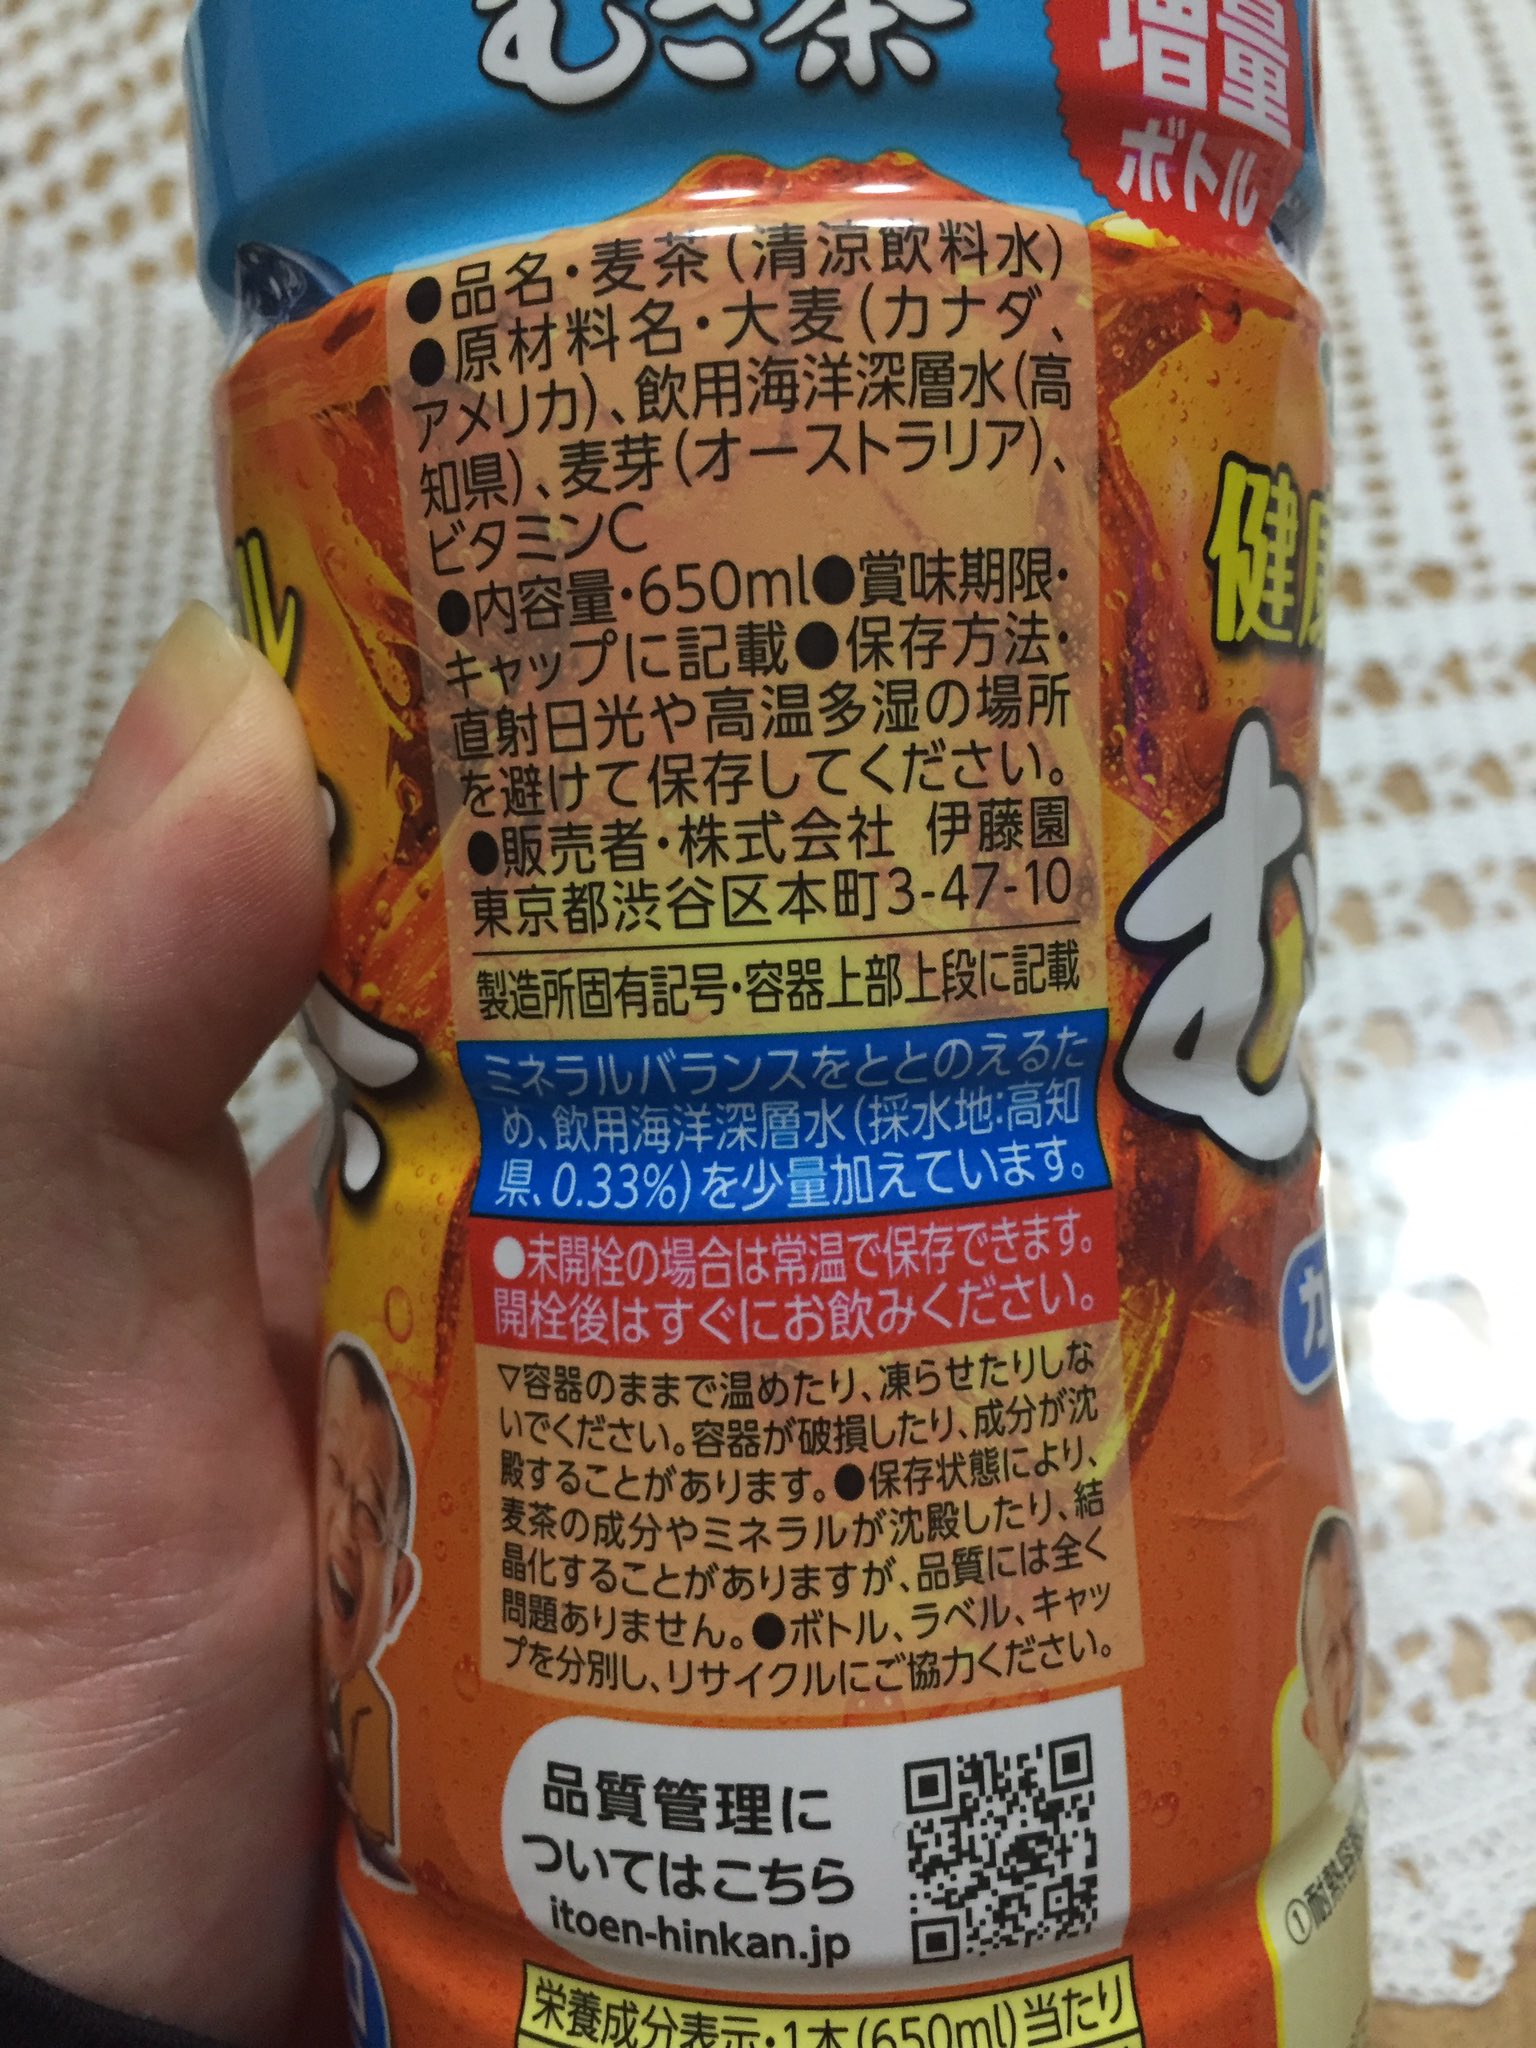 むぎ茶
増量
ボトル
●品名・麦茶(清涼飲料水)
●原材料名・大麦(カナダ、
アメリカ)、飲用海洋深層水(高
知県)、麦芽(オーストラリア)、
ビタミンC
●内容量・650ml●賞味期限・
キャップに記載●保存方法・
直射日光や高温多湿の場所
を避けて保存してください。
●販売者・株式会社 伊藤園
東京都渋谷区本町3-47-10
製造所固有記号・容器上部上段に記載
ミネラルバランスをととのえるた
め、飲用海洋深層水(採水地:高知
県、0.33%)を少量加えています。
●未開栓の場合は常温で保存できます。
開栓後はすぐにお飲みください。
▽容器のままで温めたり、凍らせたりしな
いでください。容器が破損したり、成分が沈
殿することがあります。●保存状態により、
麦茶の成分やミネラルが沈殿したり、結
晶化することがありますが、品質には全く
問題ありません。●ボトル、ラベル、キャッ
プを分別し、リサイクルにご協力ください。
品質管理に
ついてはこちら
itoen-hinkan.jp
栄養成分表示・1本(650ml)当たり
ル
健康
む
カ
①耐熱容器